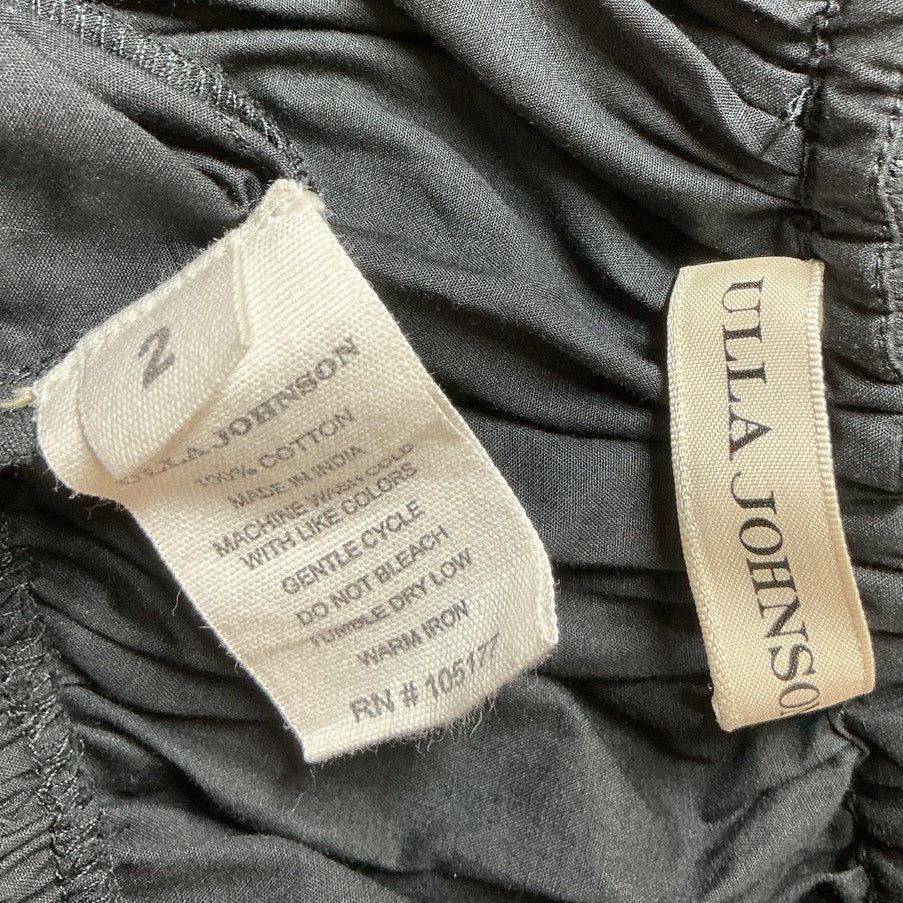 2
ULLA JOHNSON
100% COTTON
MADE IN INDIA
MACHINE WASH COLD
WITH LIKE COLORS
GENTLE CYCLE
DO NOT BLEACH
TUMBLE DRY LOW
WARM IRON
RN # 105177
ULLA JOHNSON